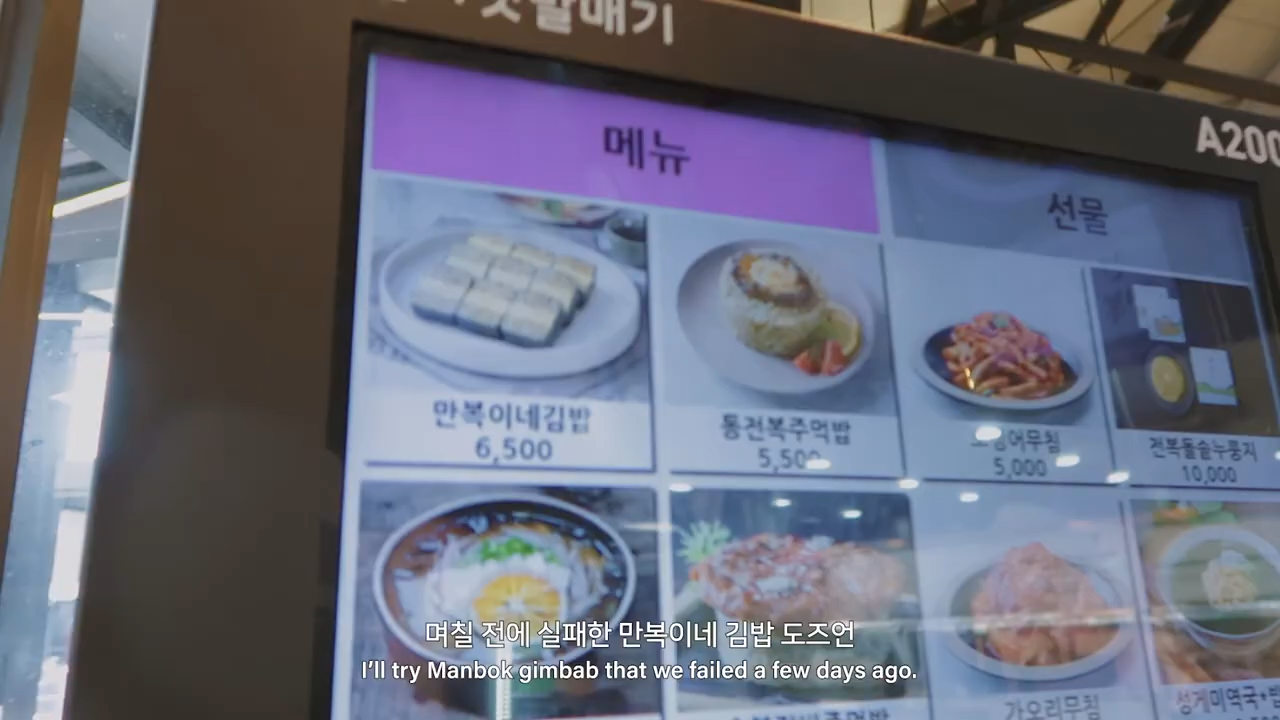 메뉴
선물
만복이네김밥
6,500
통전복주먹밥
5,500
5,000
전복돌솥누룽지
10,000
가오리무침
며칠 전에 실패한 만복이네 김밥 도즈언
I'll try Manbok gimbab that we failed a few days ago.